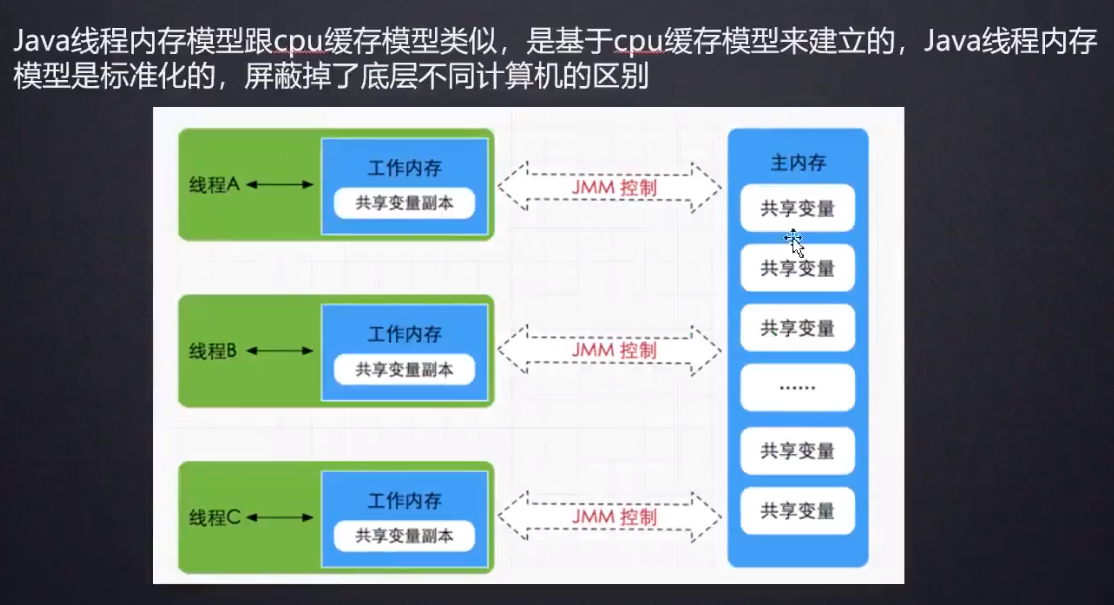 Java线程内存模型跟cpu缓存模型类似，是基于cpu缓存模型来建立的，Java线程内存
模型是标准化的，屏蔽掉了底层不同计算机的区别
线程A
工作内存
共享变量副本
JMM 控制
线程B
工作内存
共享变量副本
JMM 控制
线程C
工作内存
共享变量副本
JMM 控制
主内存
共享变量
共享变量
共享变量
······
共享变量
共享变量